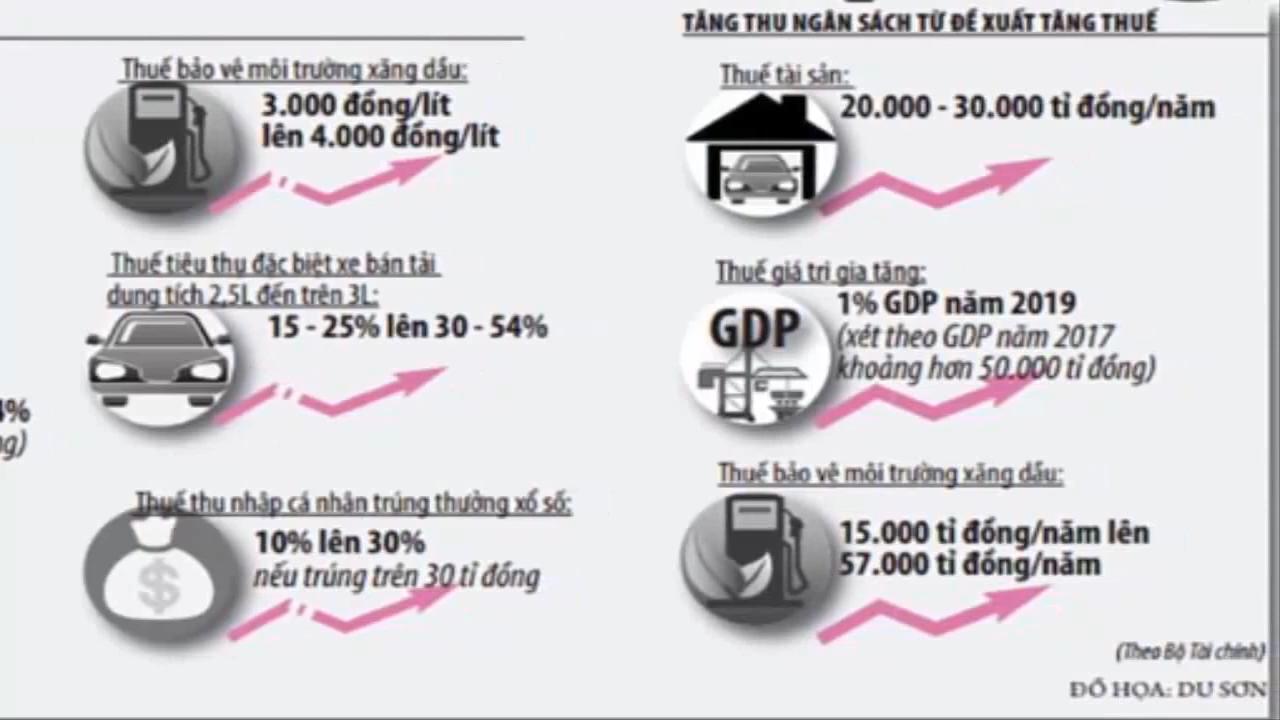 Thuế bảo vệ môi trường xăng dầu:
3.000 đồng/lít
lên 4.000 đồng/lít
Thuế tiêu thụ đặc biệt xe bán tải
dung tích 2,5L đến trên 3L:
15 - 25% lên 30 - 54%
4%
Thuế thu nhập cá nhân trúng thưởng xổ số:
10% lên 30%
nếu trúng trên 30 tỉ đồng
$
TĂNG THU NGÂN SÁCH TỪ ĐỀ XUẤT TĂNG THUẾ
Thuế tài sản:
20.000 - 30.000 tỉ đồng/năm
Thuế giá trị gia tăng:
GDP
1% GDP năm 2019
(xét theo GDP năm 2017
khoảng hơn 50.000 tỉ đồng)
Thuế bảo vệ môi trường xăng dầu:
15.000 tỉ đồng/năm lên
57.000 tỉ đồng/năm
(Theo Bộ Tài chính)
ĐỒ HỌA: DU SƠN